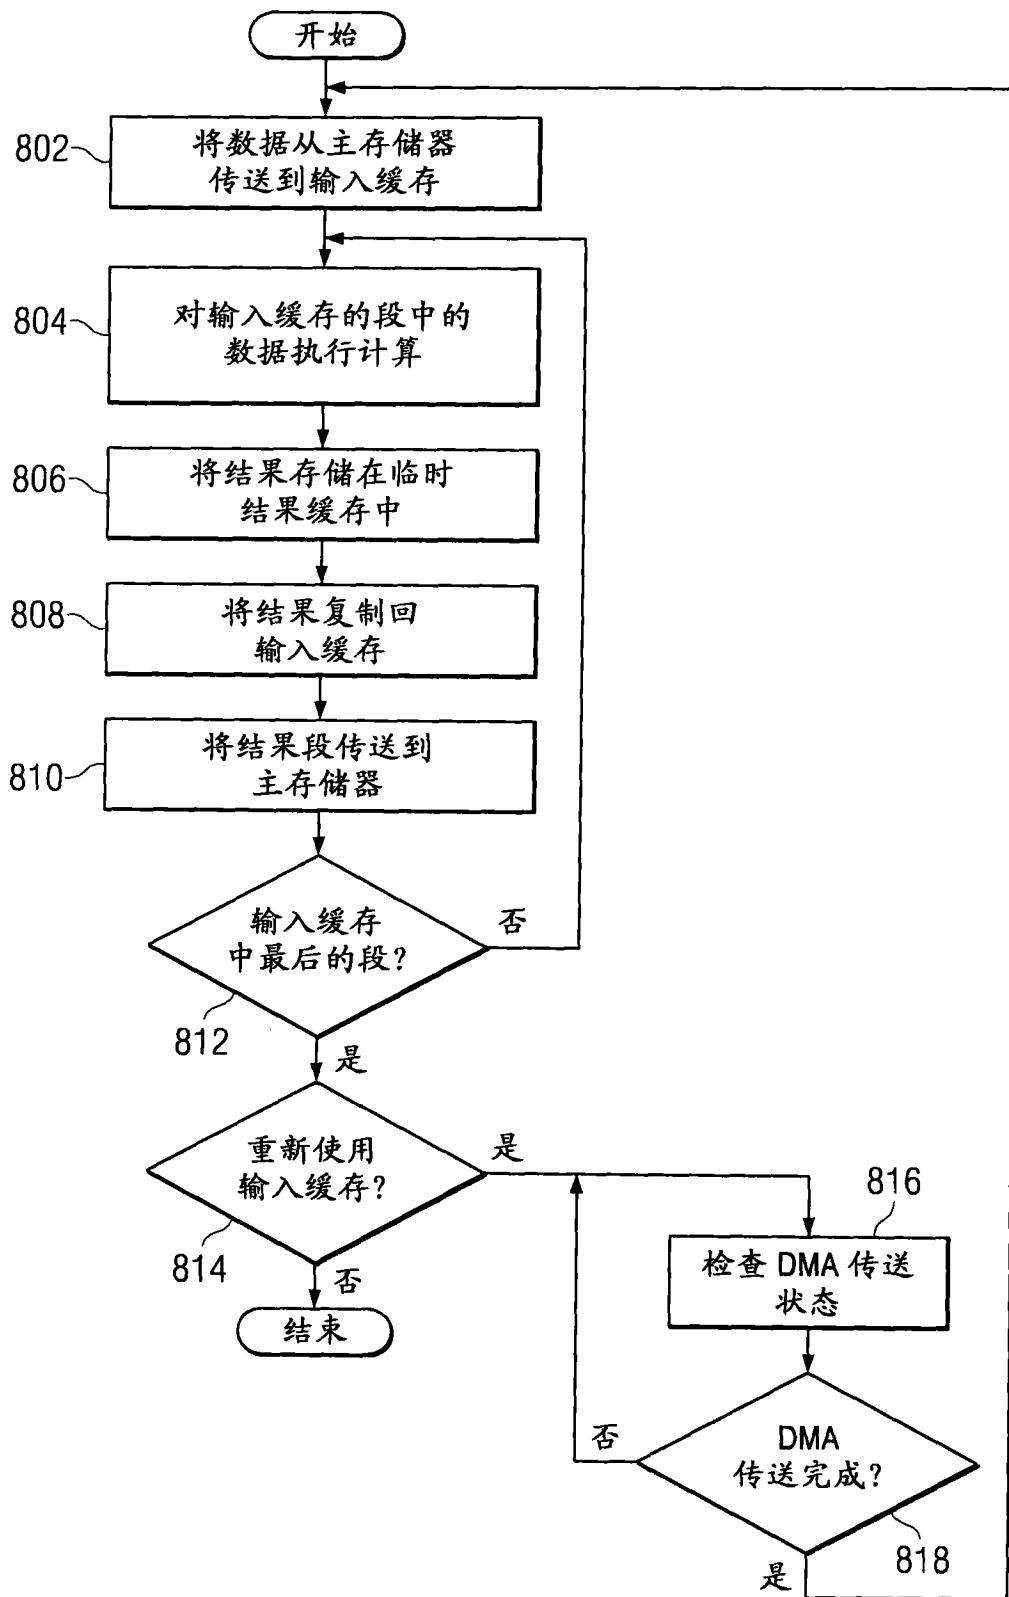 开始
802
将数据从主存储器
传送到输入缓存
804
对输入缓存的段中的
数据执行计算
806
将结果存储在临时
结果缓存中
808
将结果复制回
输入缓存
810
将结果段传送到
主存储器
输入缓存
中最后的段?
否
812
是
重新使用
输入缓存?
是
814
否
结束
816
检查 DMA 传送
状态
DMA
传送完成?
否
818
是